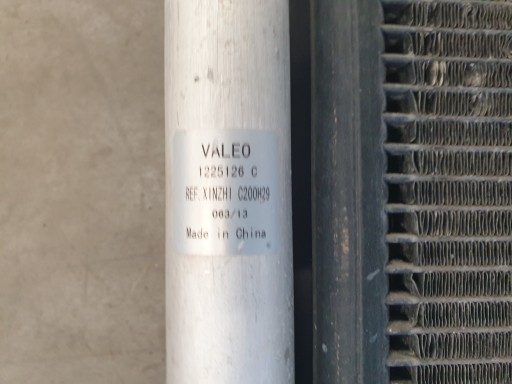 VALEO
1225126 C
REF.XINZHI C200H29
063/13
Made in China